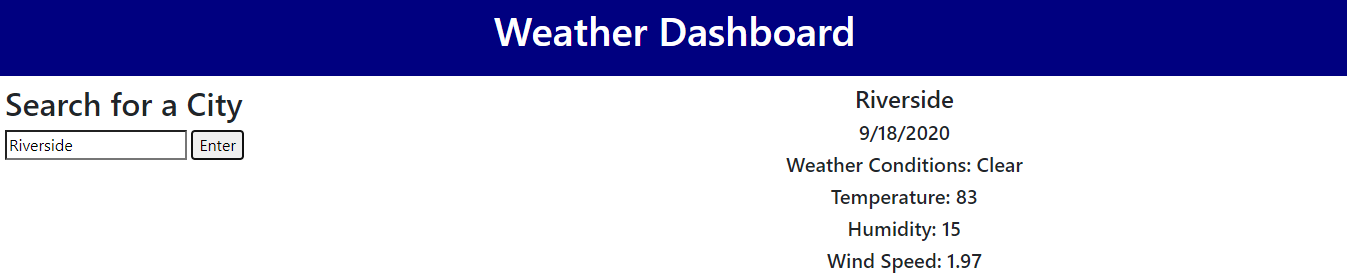 Weather Dashboard
Search for a City
Riverside
Enter
Riverside
9/18/2020
Weather Conditions: Clear
Temperature: 83
Humidity: 15
Wind Speed: 1.97